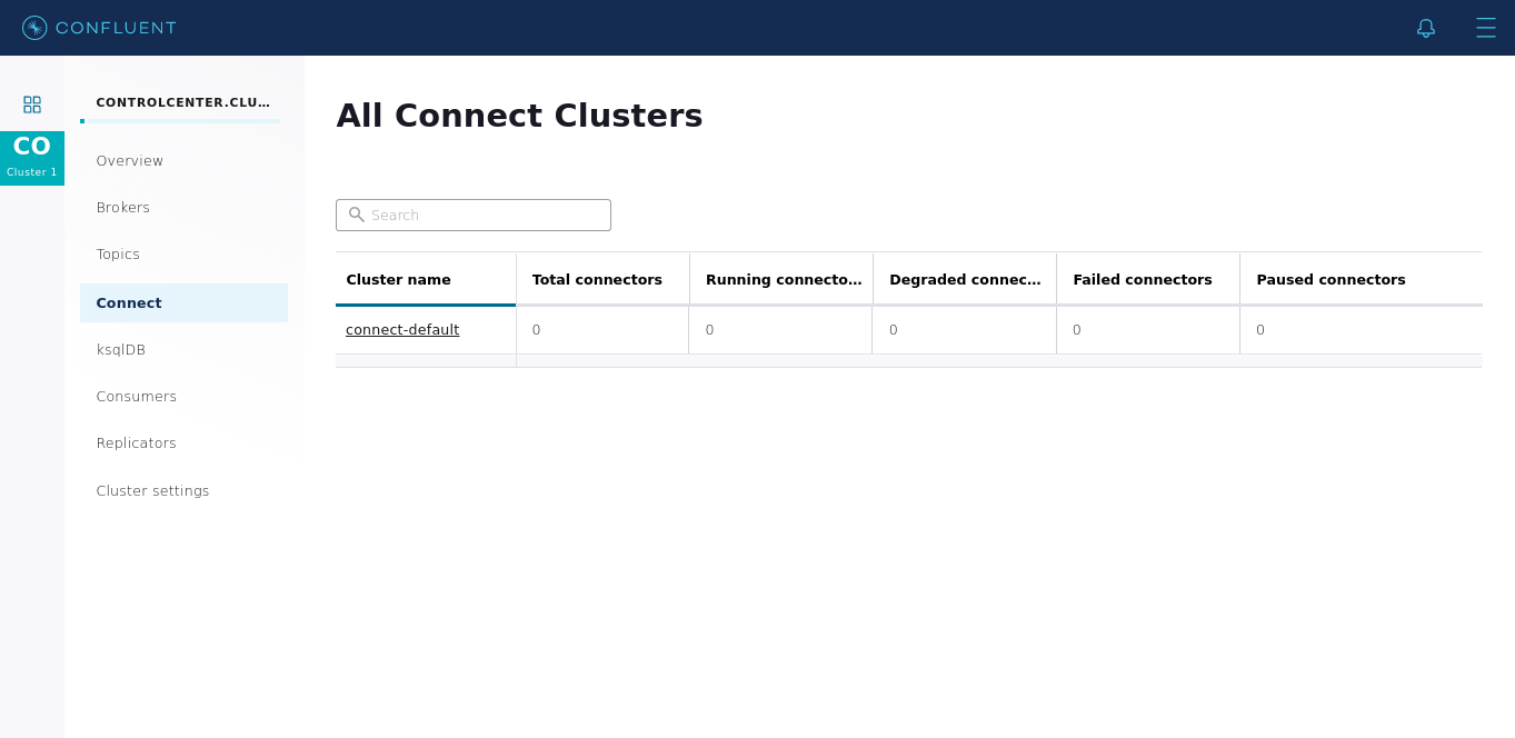 CONFLUENT
CO
Cluster 1
CONTROLCENTER.CLU...
Overview
Brokers
Topics
Connect
ksqlDB
Consumers
Replicators
Cluster settings
All Connect Clusters
Search
Cluster name Total connectors Running connecto... Degraded connec... Failed connectors Paused connectors
connect-default 0 0 0 0 0